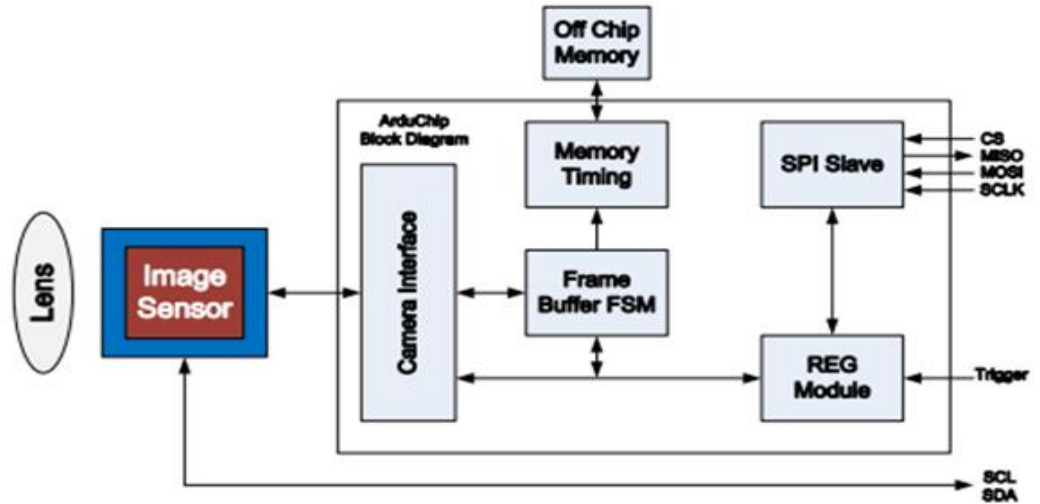 Off Chip
Memory
ArduChip
Block Diagram
Memory
Timing
SPI Slave
CS
MISO
MOSI
SCLK
Lens
Image
Sensor
Camera Interface
Frame
Buffer FSM
REG
Module
Trigger
SCL
SDA